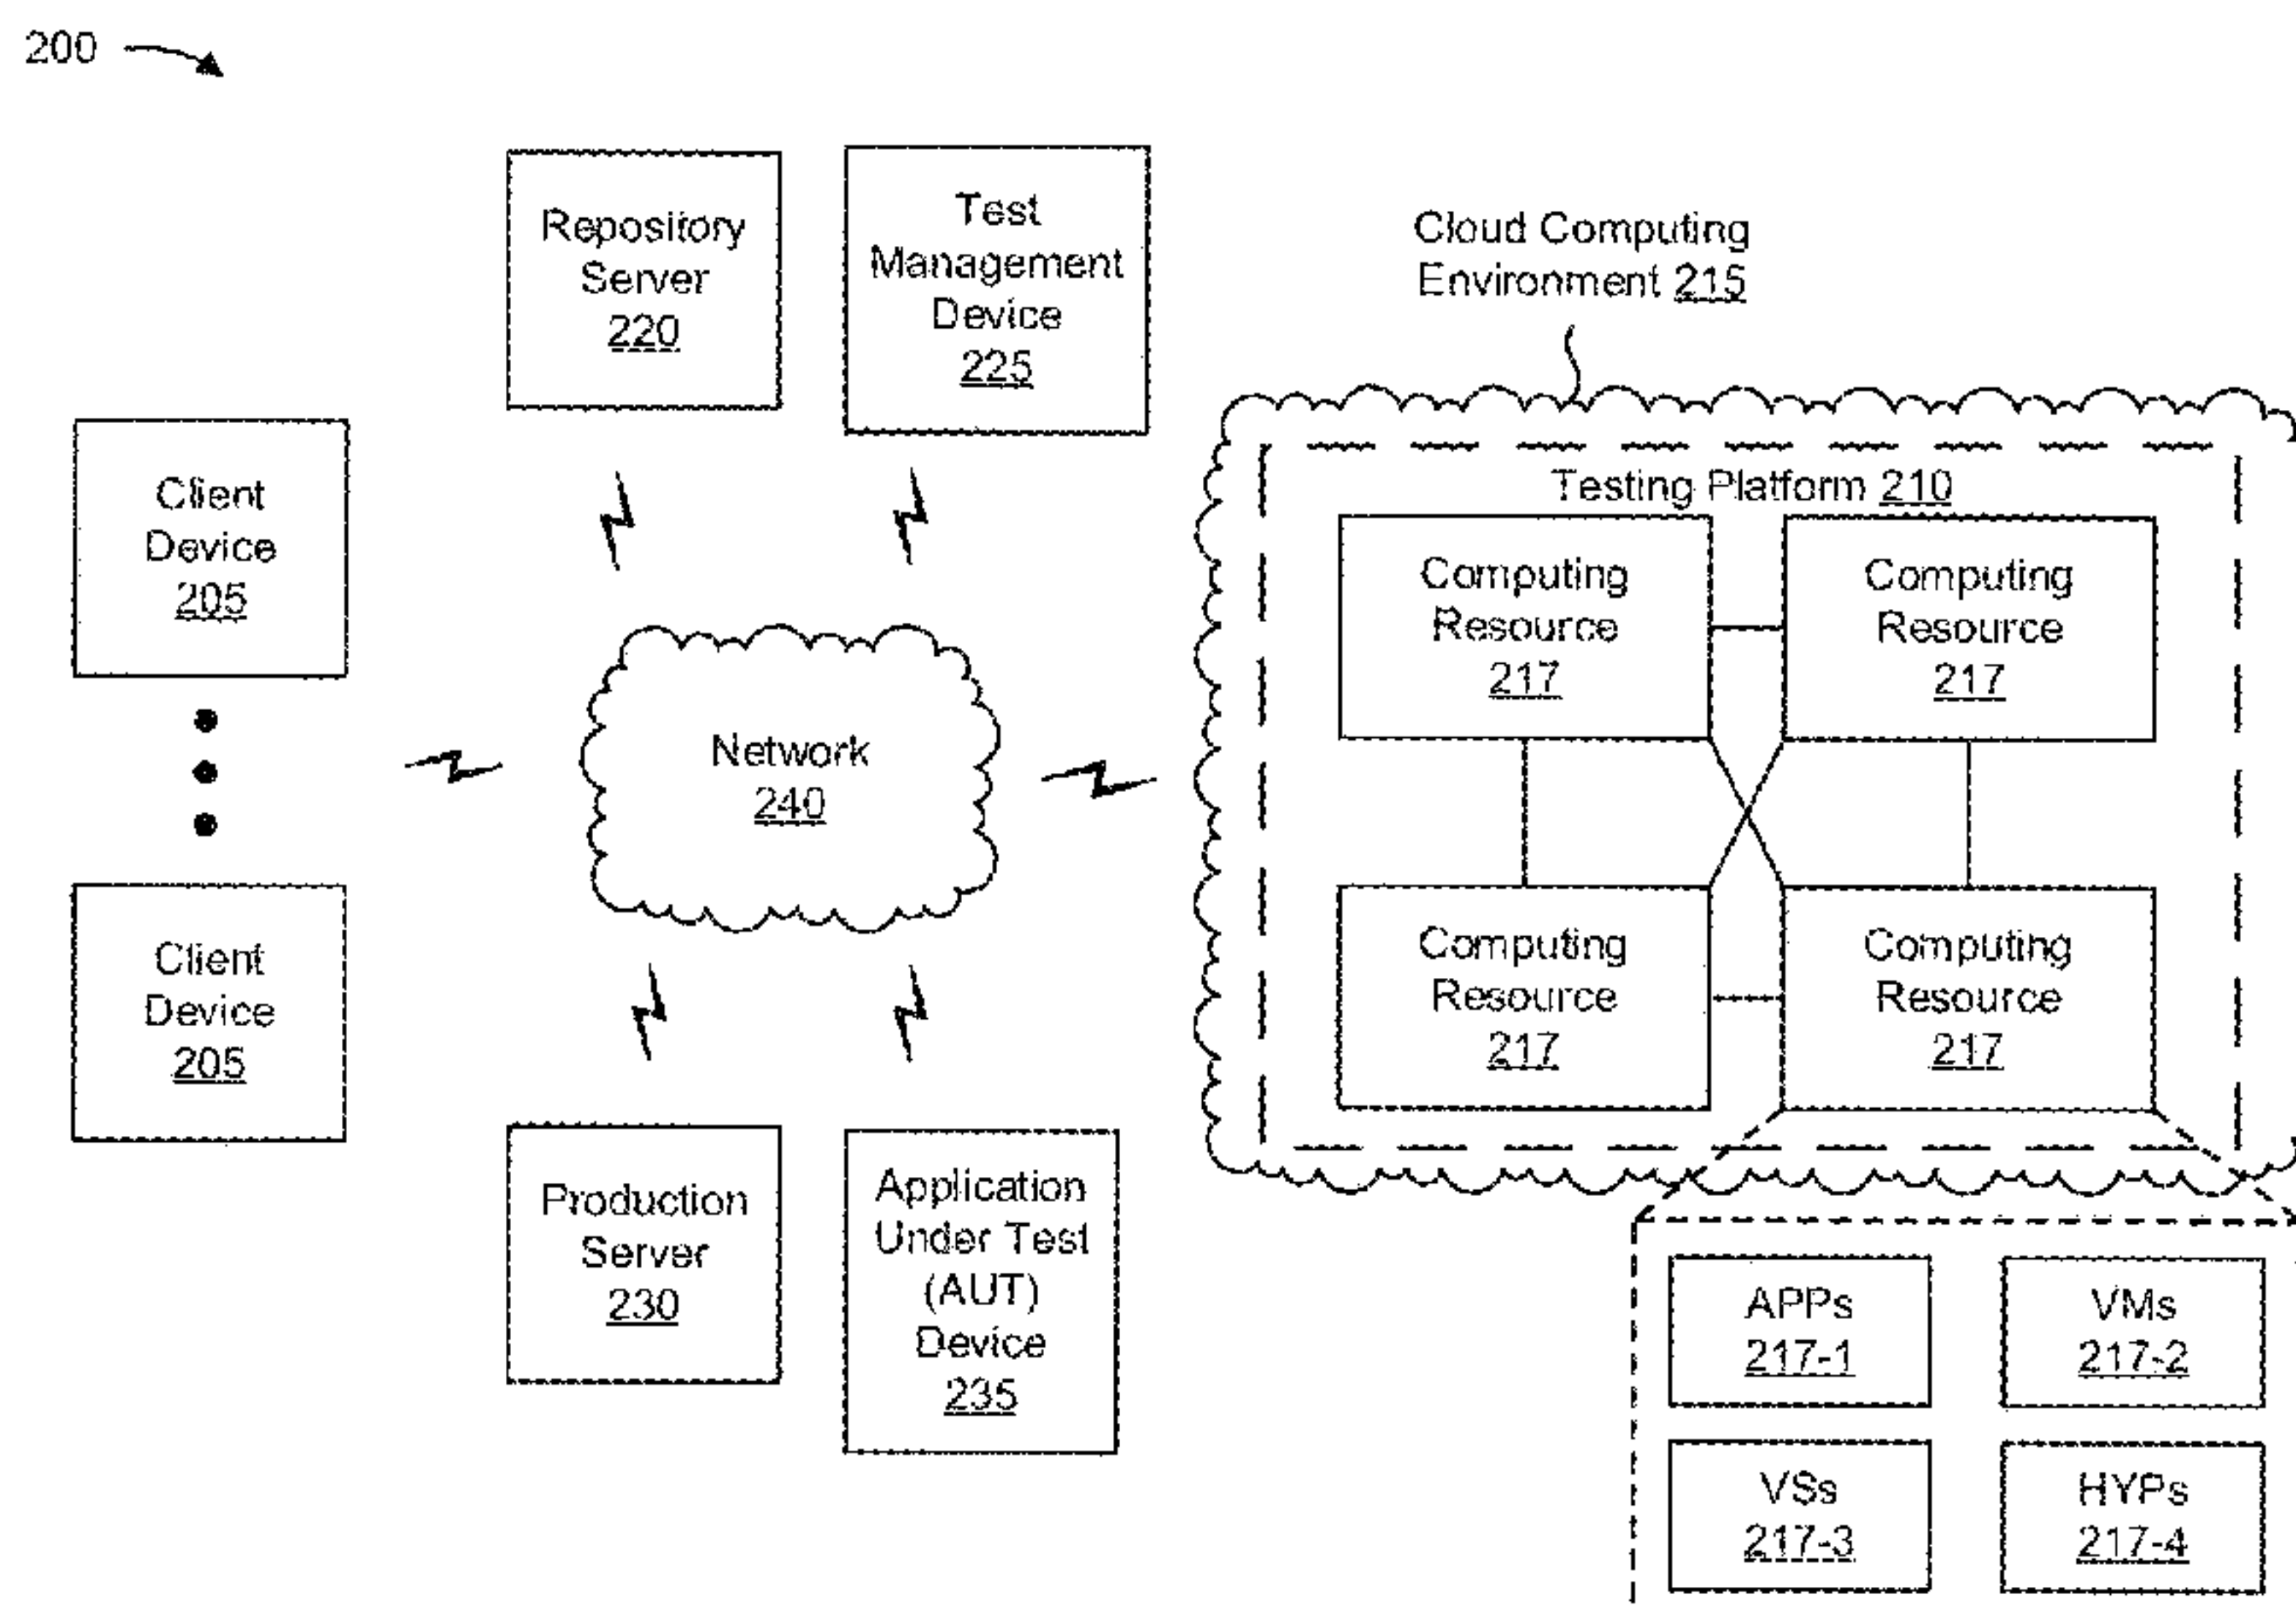 200
Repository
Server
220
Test
Management
Device
225
Cloud Computing
Environment 215
Client
Device
205
Testing Platform 210
Computing
Resource
217
Computing
Resource
217
Network
240
Client
Device
205
Computing
Resource
217
Computing
Resource
217
Production
Server
230
Application
Under Test
(AUT)
Device
235
APPs
217-1
VMs
217-2
VSs
217-3
HYPs
217-4